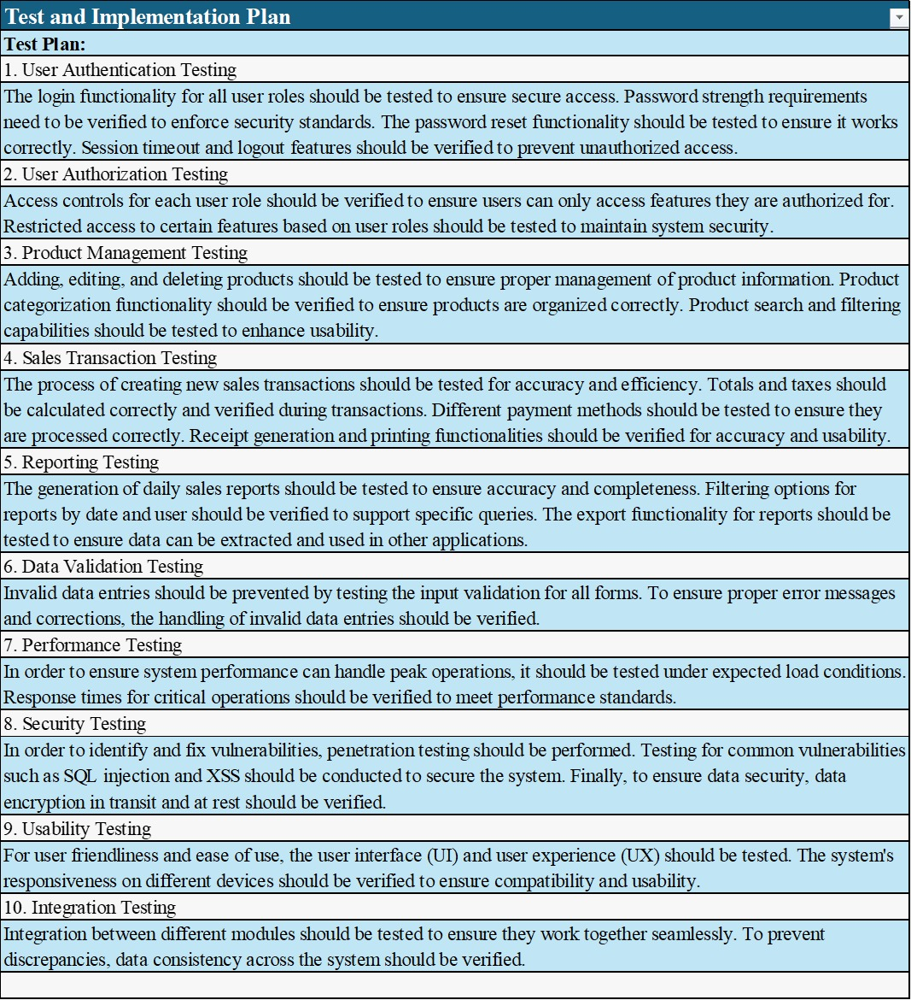 Test and Implementation Plan
Test Plan:
1. User Authentication Testing
The login functionality for all user roles should be tested to ensure secure access. Password strength requirements
need to be verified to enforce security standards. The password reset functionality should be tested to ensure it works
correctly. Session timeout and logout features should be verified to prevent unauthorized access.
2. User Authorization Testing
Access controls for each user role should be verified to ensure users can only access features they are authorized for.
Restricted access to certain features based on user roles should be tested to maintain system security.
3. Product Management Testing
Adding, editing, and deleting products should be tested to ensure proper management of product information. Product
categorization functionality should be verified to ensure products are organized correctly. Product search and filtering
capabilities should be tested to enhance usability.
4. Sales Transaction Testing
The process of creating new sales transactions should be tested for accuracy and efficiency. Totals and taxes should
be calculated correctly and verified during transactions. Different payment methods should be tested to ensure they
are processed correctly. Receipt generation and printing functionalities should be verified for accuracy and usability.
5. Reporting Testing
The generation of daily sales reports should be tested to ensure accuracy and completeness. Filtering options for
reports by date and user should be verified to support specific queries. The export functionality for reports should be
tested to ensure data can be extracted and used in other applications.
6. Data Validation Testing
Invalid data entries should be prevented by testing the input validation for all forms. To ensure proper error messages
and corrections, the handling of invalid data entries should be verified.
7. Performance Testing
In order to ensure system performance can handle peak operations, it should be tested under expected load conditions.
Response times for critical operations should be verified to meet performance standards.
8. Security Testing
In order to identify and fix vulnerabilities, penetration testing should be performed. Testing for common vulnerabilities
such as SQL injection and XSS should be conducted to secure the system. Finally, to ensure data security, data
encryption in transit and at rest should be verified.
9. Usability Testing
For user friendliness and ease of use, the user interface (UI) and user experience (UX) should be tested. The system's
responsiveness on different devices should be verified to ensure compatibility and usability.
10. Integration Testing
Integration between different modules should be tested to ensure they work together seamlessly. To prevent
discrepancies, data consistency across the system should be verified.